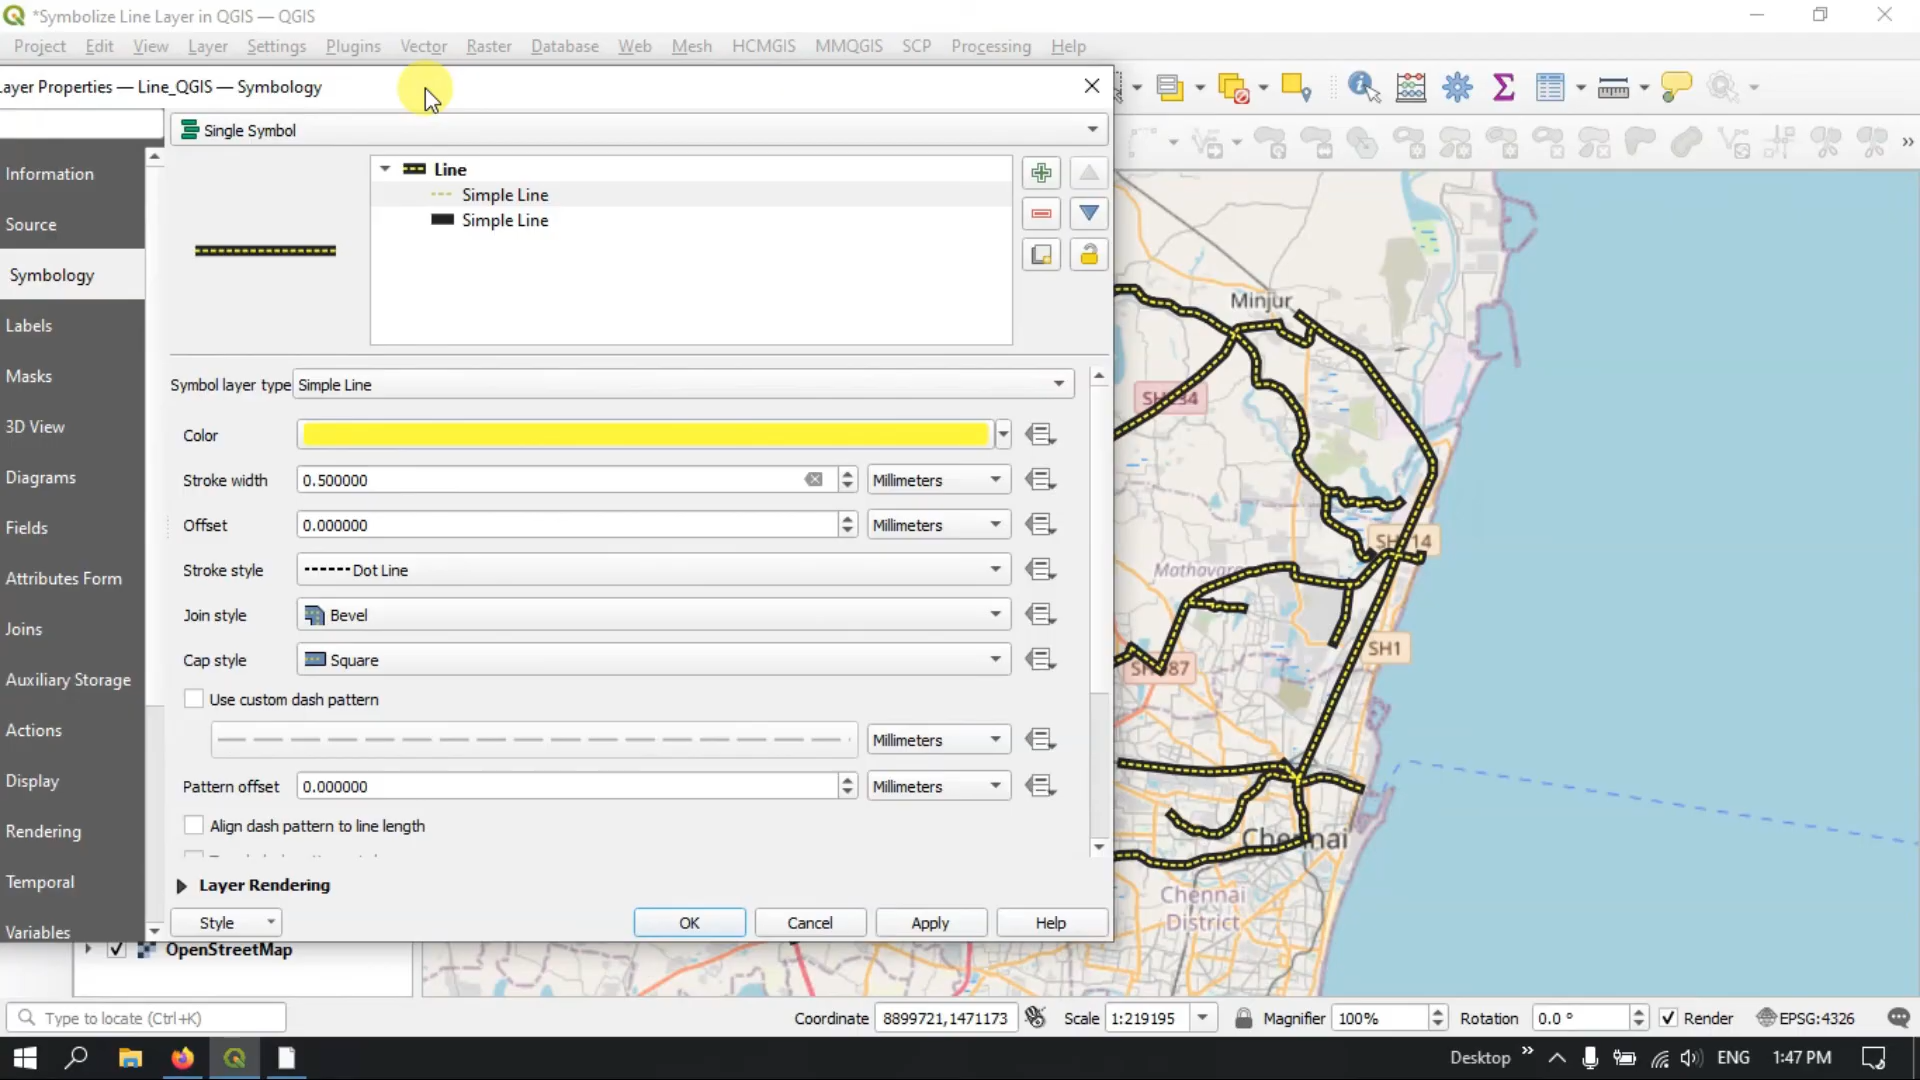 *Symbolize Line Layer in QGIS — QGIS
Project Edit View Layer Settings Plugins Vector Raster Database Web Mesh HCMGIS MMQGIS SCP Processing Help
ayer Properties — Line_QGIS — Symbology
Single Symbol
Information
Source
Symbology
Labels
Masks
3D View
Diagrams
Fields
Attributes Form
Joins
Auxiliary Storage
Actions
Display
Rendering
Temporal
Variables
Line
Simple Line
Simple Line
Symbol layer type Simple Line
Color
Stroke width 0.500000 Millimeters
Offset 0.000000 Millimeters
Stroke style Dot Line
Join style Bevel
Cap style Square
Use custom dash pattern
Millimeters
Pattern offset 0.000000 Millimeters
Align dash pattern to line length
Layer Rendering
Style OK Cancel Apply Help
OpenStreetMap
Minjur
SH1
Chennai
Chennai
District
Type to locate (Ctrl+K) Coordinate 8899721,1471173 Scale 1:219195 Magnifier 100% Rotation 0.0 ° Render EPSG:4326
Desktop ENG 1:47 PM